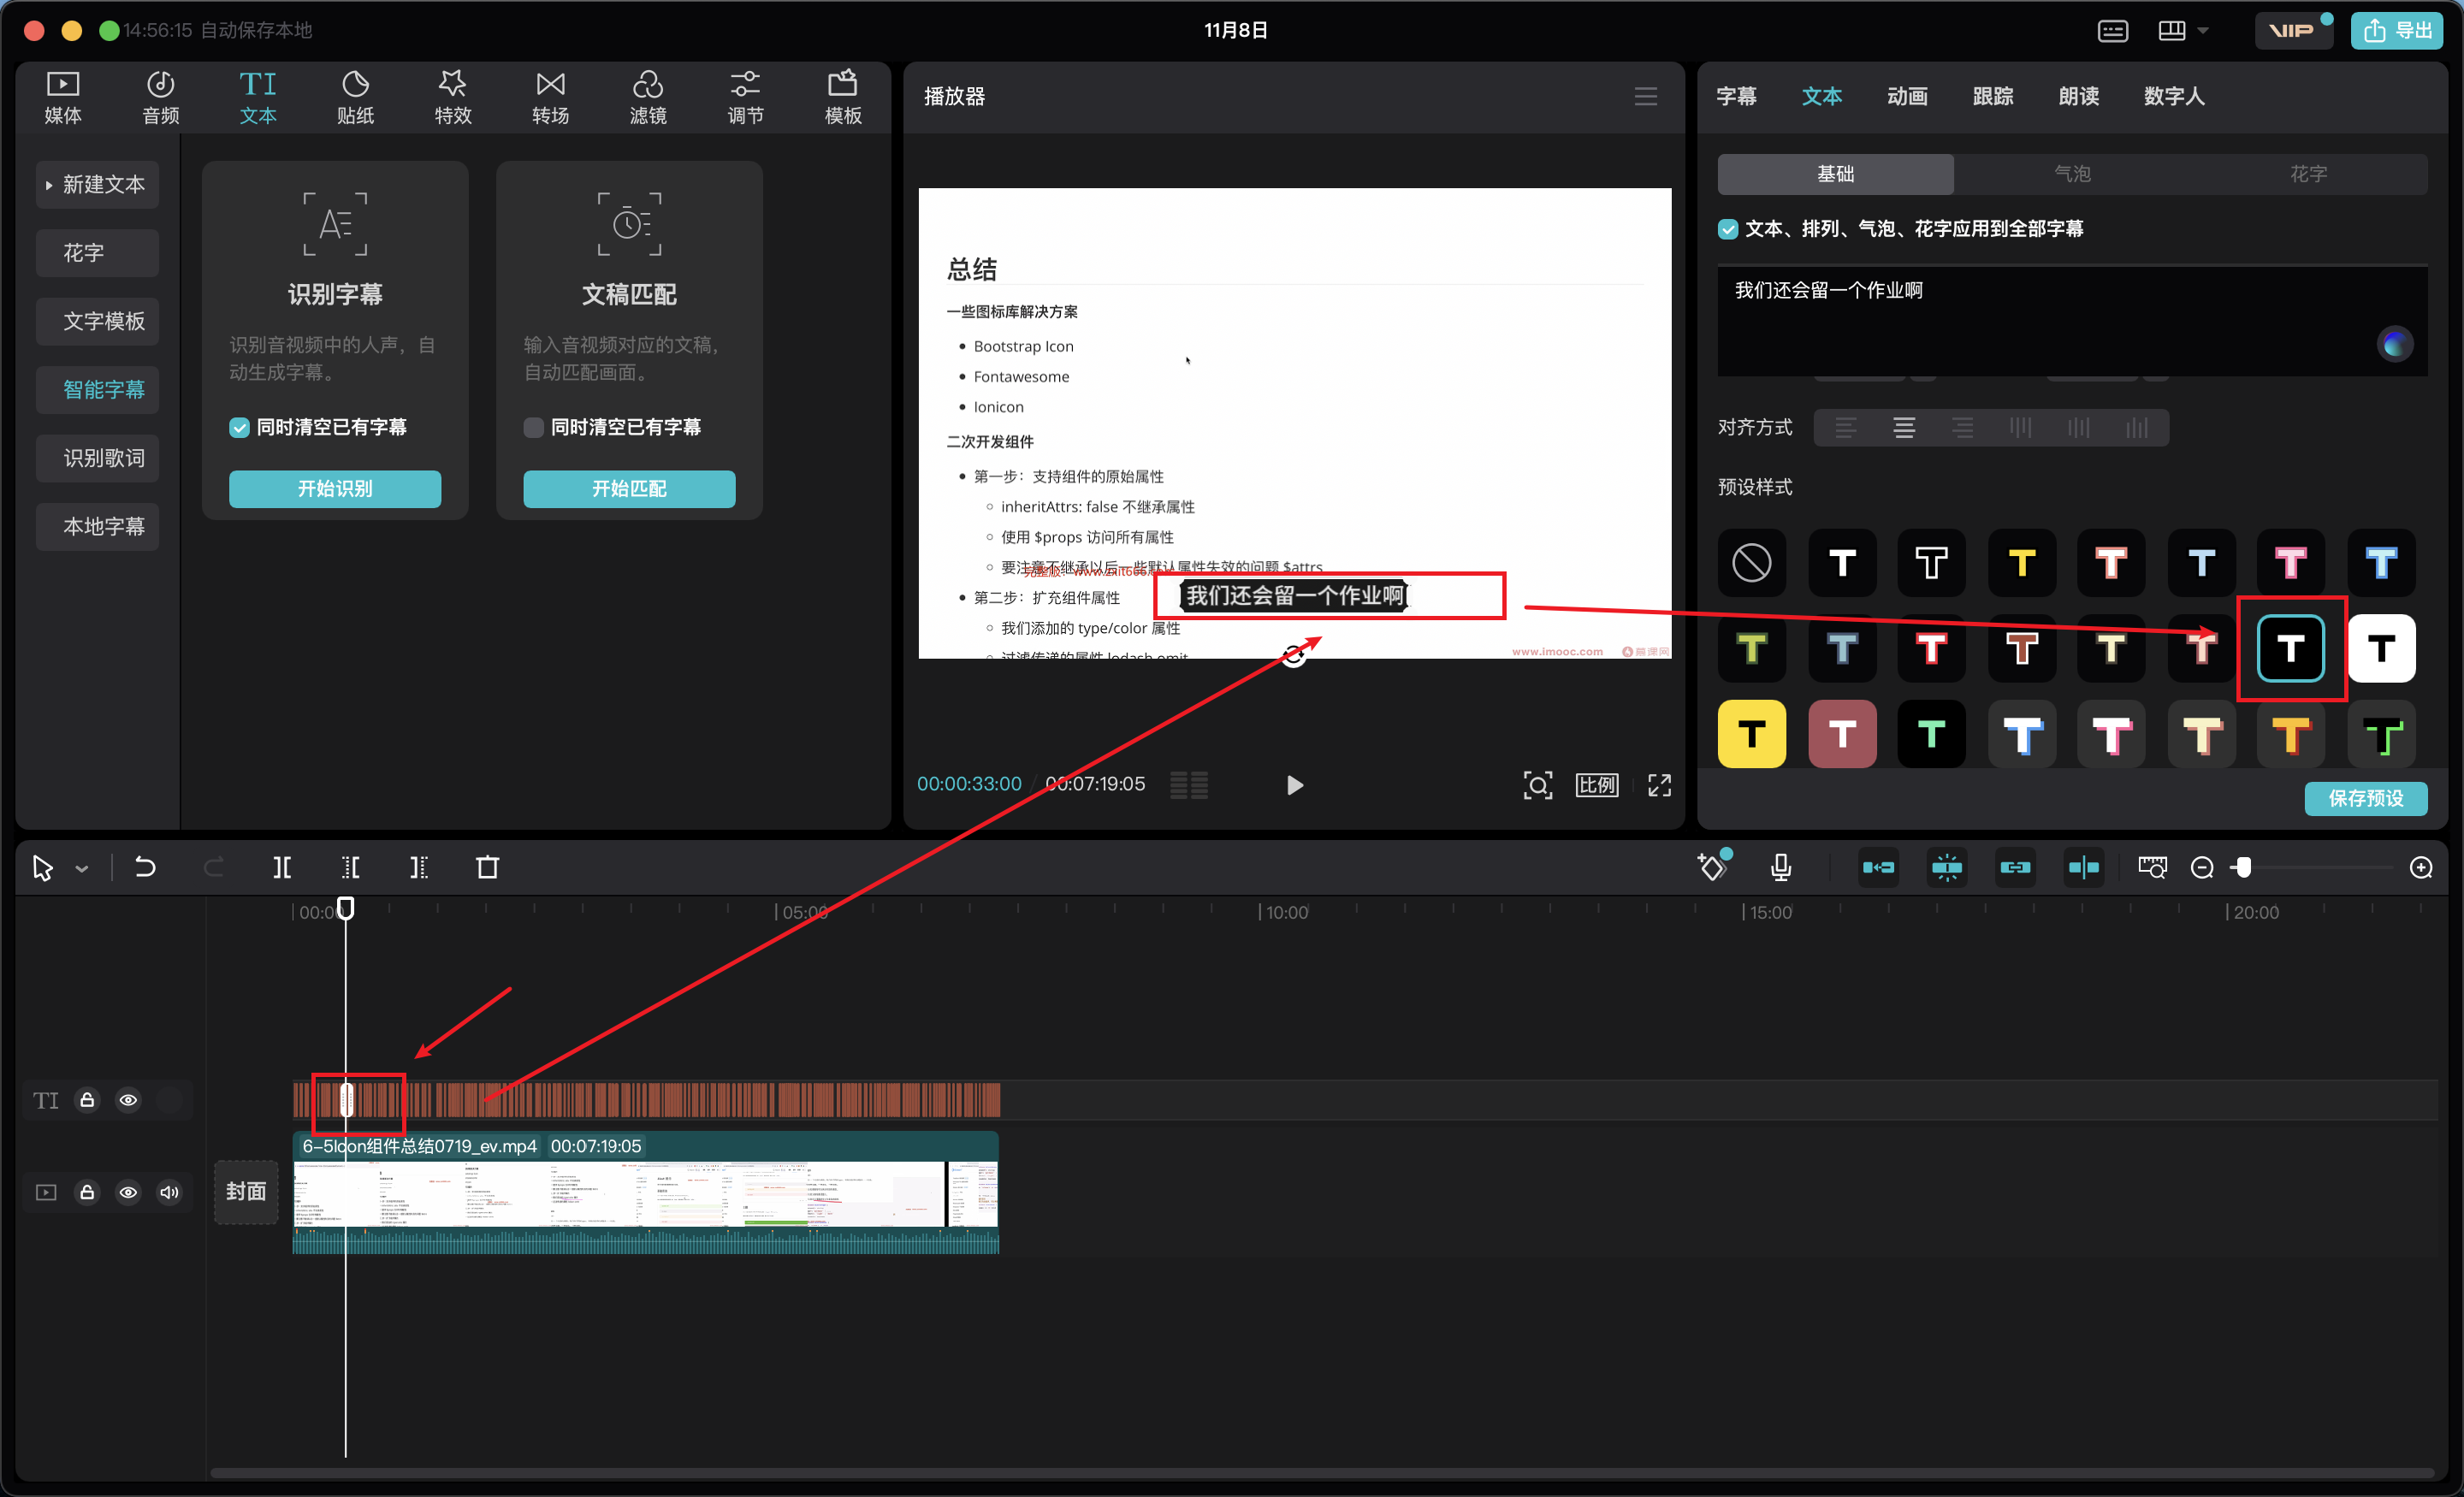 14:56:15 自动保存本地
11月8日
VIP
导出
媒体
音频
TI
文本
贴纸
特效
转场
滤镜
调节
模板
新建文本
花字
文字模板
智能字幕
识别歌词
本地字幕
识别字幕
识别音视频中的人声，自
动生成字幕。
同时清空已有字幕
开始识别
文稿匹配
输入音视频对应的文稿，
自动匹配画面。
同时清空已有字幕
开始匹配
播放器
总结
一些图标库解决方案
Bootstrap Icon
Fontawesome
Ionicon
二次开发组件
第一步：支持组件的原始属性
inheritAttrs: false 不继承属性
使用 $props 访问所有属性
要注意不继承以后一些默认属性失效的问题 $attrs
第二步：扩充组件属性
我们还会留一个作业啊
我们添加的 type/color 属性
过滤传递的属性 lodash omit
www.imooc.com
慕课网
00:00:33:00 / 00:07:19:05
比例
字幕
文本
动画
跟踪
朗读
数字人
基础
气泡
花字
文本、排列、气泡、花字应用到全部字幕
我们还会留一个作业啊
对齐方式
预设样式
保存预设
00:00
05:00
10:00
15:00
20:00
TI
6-5Icon组件总结0719_ev.mp4 00:07:19:05
封面